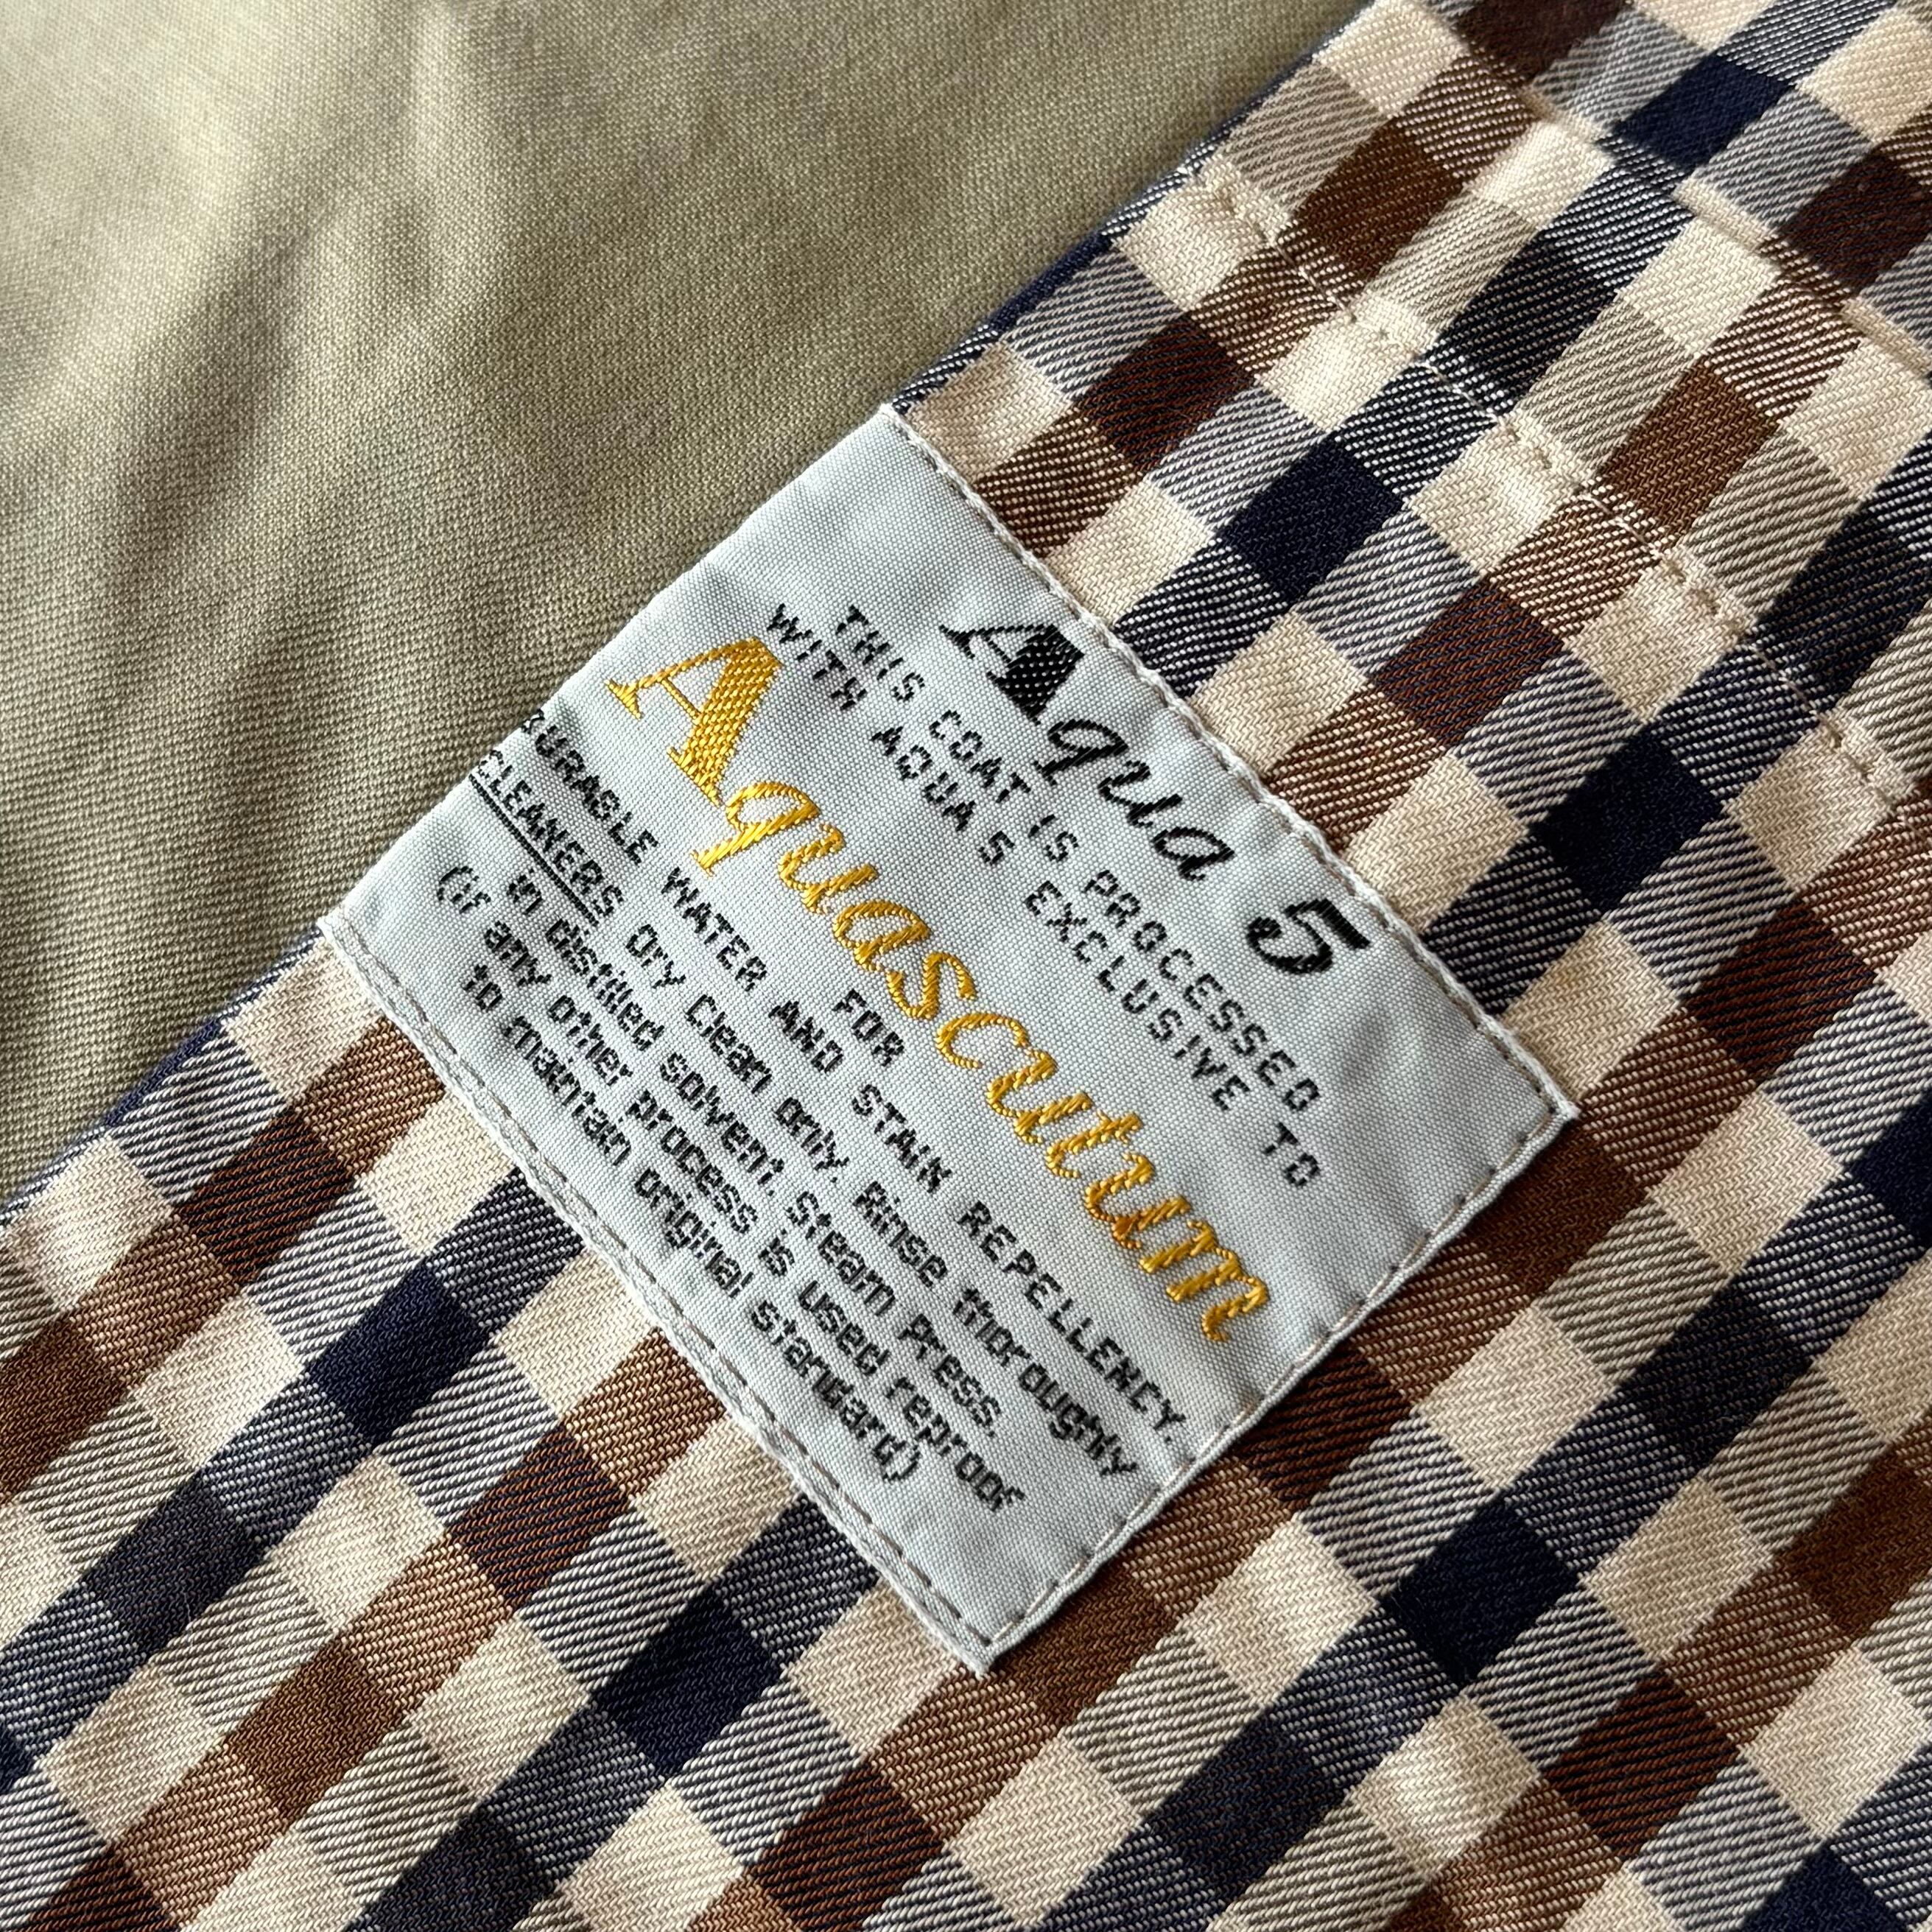 Aqua 5
THIS COAT IS PROCESSED
WITH AQUA 5 EXCLUSIVE TO
Aquascutum
FOR
DURABLE WATER AND STAIN REPELLENCY.
CLEANERS Dry Clean only. Rinse thoroughly
in distilled solvent. Steam Press.
(if any other process is used reproof
to maintain original standard)